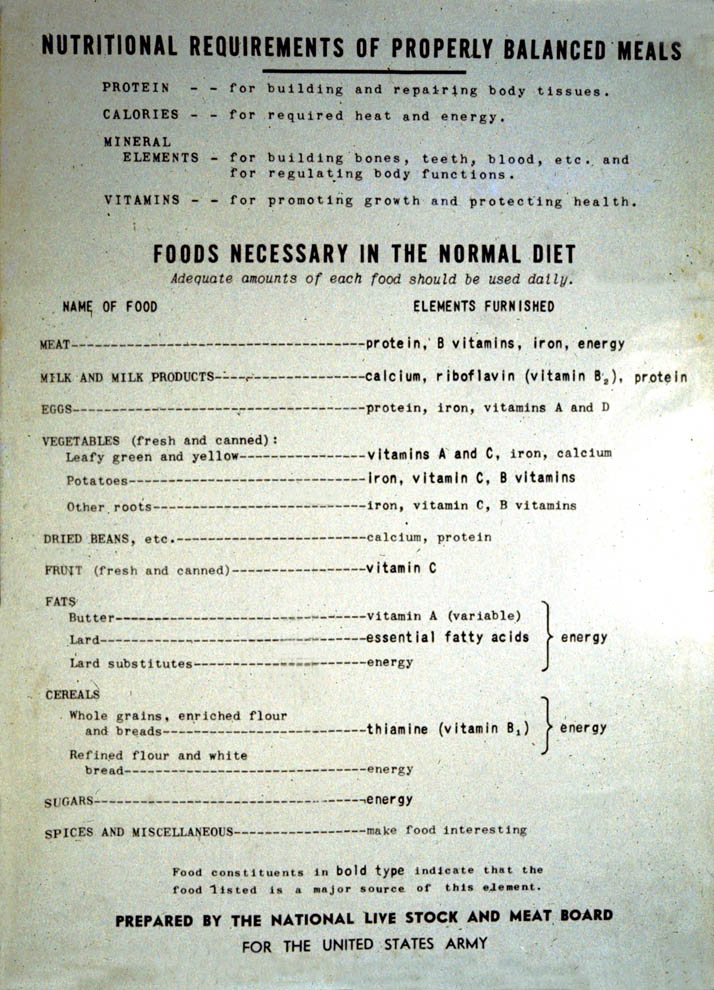 NUTRITIONAL REQUIREMENTS OF PROPERLY BALANCED MEALS
PROTEIN - - for building and repairing body tissues.
CALORIES - - for required heat and energy.
MINERAL
ELEMENTS - for building bones, teeth, blood, etc. and
for regulating body functions.
VITAMINS - - for promoting growth and protecting health.
FOODS NECESSARY IN THE NORMAL DIET
Adequate amounts of each food should be used daily.
NAME OF FOOD ELEMENTS FURNISHED
MEAT------------------------------------protein, B vitamins, iron, energy
MILK AND MILK PRODUCTS------------------calcium, riboflavin (vitamin B₂), protein
EGGS------------------------------------protein, iron, vitamins A and D
VEGETABLES (fresh and canned):
Leafy green and yellow---------------vitamins A and C, iron, calcium
Potatoes-----------------------------iron, vitamin C, B vitamins
Other roots--------------------------iron, vitamin C, B vitamins
DRIED BEANS, etc.-----------------------calcium, protein
FRUIT (fresh and canned)----------------vitamin C
FATS
Butter-------------------------------vitamin A (variable)
Lard---------------------------------essential fatty acids } energy
Lard substitutes---------------------energy
CEREALS
Whole grains, enriched flour
and breads-------------------------thiamine (vitamin B₁) } energy
Refined flour and white
bread------------------------------energy
SUGARS----------------------------------energy
SPICES AND MISCELLANEOUS----------------make food interesting
Food constituents in bold type indicate that the
food listed is a major source of this element.
PREPARED BY THE NATIONAL LIVE STOCK AND MEAT BOARD
FOR THE UNITED STATES ARMY